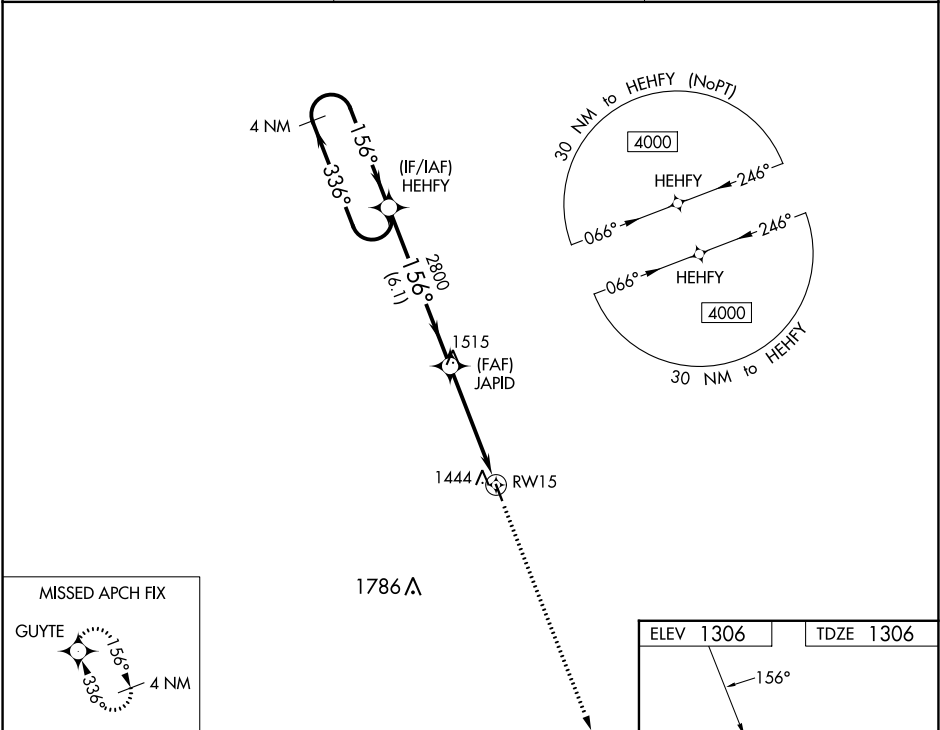 30 NM to HEHFY (NoPT)
4000
HEHFY
246°
066°
246°
066°
HEHFY
4000
30 NM to HEHFY
4 NM
156°
336°
(IF/IAF)
HEHFY
2800
156°
(6.1)
1515
(FAF)
JAPID
1444
RW15
1786
MISSED APCH FIX
GUYTE
156°
336°
4 NM
ELEV 1306
TDZE 1306
156°